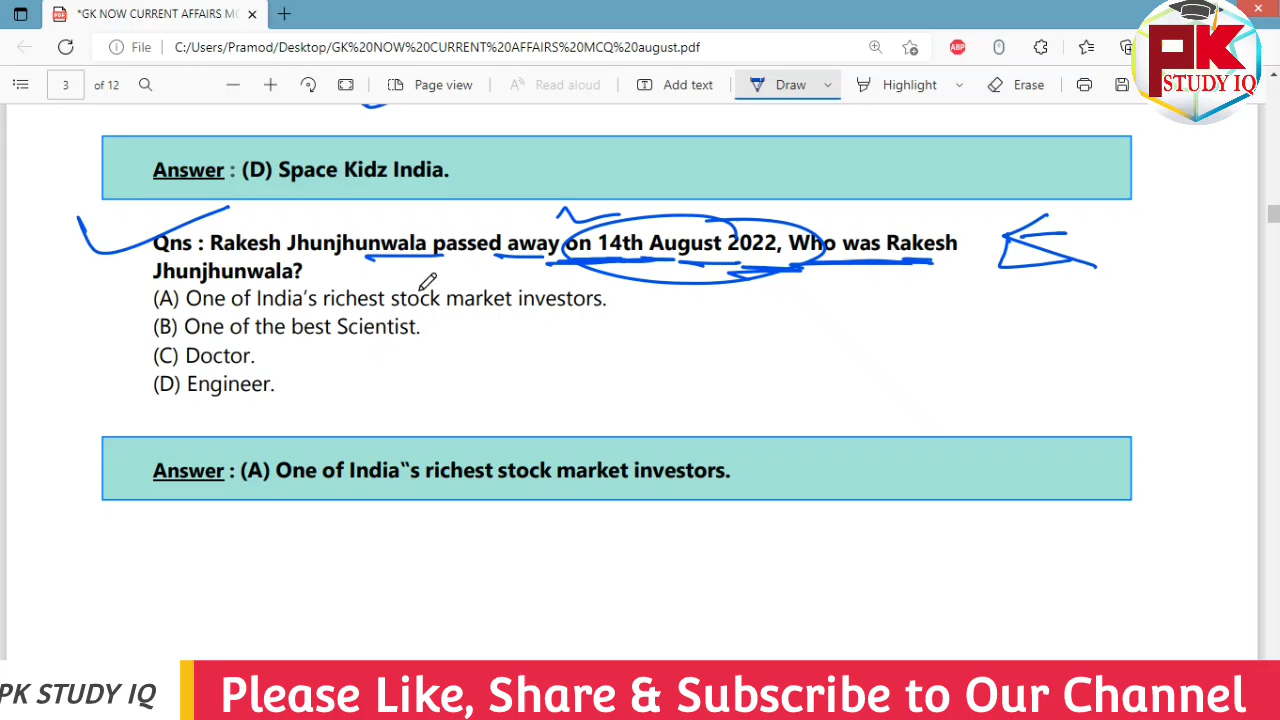 *GK NOW CURRENT AFFAIRS MC
File
C:/Users/Pramod/Desktop/GK%20NOW%20CURRENT%20AFFAIRS%20MCQ%20august.pdf
ABP
PK
STUDY IQ
3 of 12
Page view
Read aloud
Add text
Draw
Highlight
Erase
Answer : (D) Space Kidz India.
Qns : Rakesh Jhunjhunwala passed away on 14th August 2022, Who was Rakesh
Jhunjhunwala?
(A) One of India's richest stock market investors.
(B) One of the best Scientist.
(C) Doctor.
(D) Engineer.
Answer : (A) One of India‟s richest stock market investors.
PK STUDY IQ
Please Like, Share & Subscribe to Our Channel